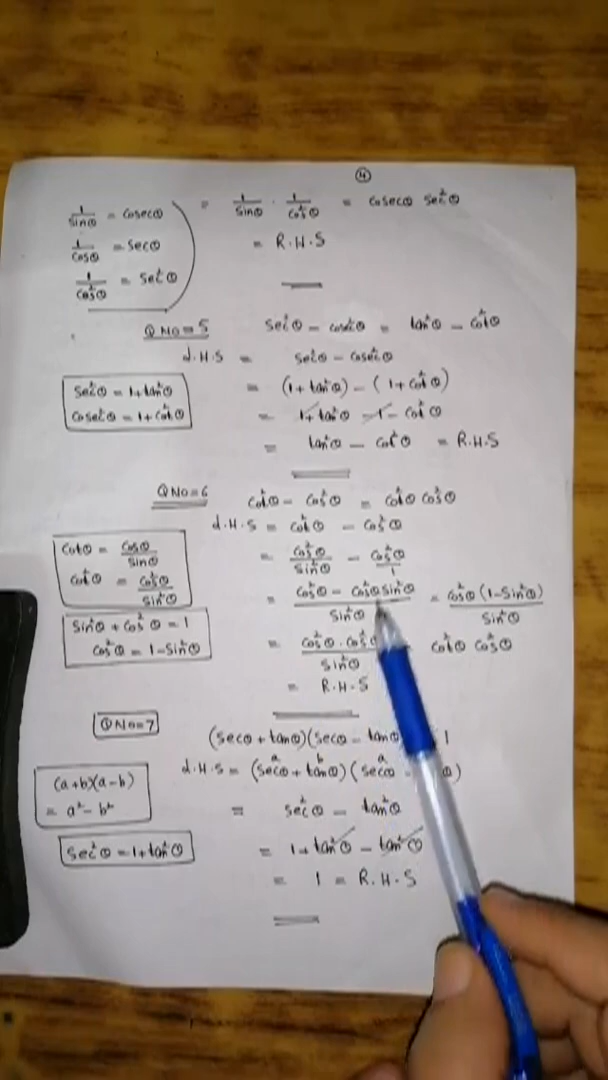 ④
1/sinθ = cosecθ
1/cosθ = secθ
1/cos²θ = sec²θ
= 1/sinθ · 1/cos²θ = cosecθ sec²θ
= R.H.S
Q NO=5 sec²θ - cosec²θ = tan²θ - cot²θ
L.H.S = sec²θ - cosec²θ
sec²θ = 1+tan²θ
cosec²θ = 1+cot²θ
= (1+tan²θ) - (1+cot²θ)
= 1+tan²θ - 1 - cot²θ
= tan²θ - cot²θ = R.H.S
Q NO=6 cot²θ - cos²θ = cot²θ cos²θ
L.H.S = cot²θ - cos²θ
cotθ = cosθ/sinθ
cot²θ = cos²θ/sin²θ
= cos²θ/sin²θ - cos²θ/1
= (cos²θ - cos²θ sin²θ)/sin²θ = cos²θ (1-sin²θ)/sin²θ
sin²θ + cos²θ = 1
cos²θ = 1-sin²θ
= cos²θ · cos²θ/sin²θ cot²θ cos²θ
= R.H.S
Q NO=7
(secθ+tanθ)(secθ - tanθ 1
(a+b)(a-b)
= a²-b²
a b a
L.H.S = (secθ+tanθ)(secθ - θ)
= sec²θ - tan²θ
sec²θ = 1+tan²θ
= 1+tan²θ - tan²θ
= 1 = R.H.S